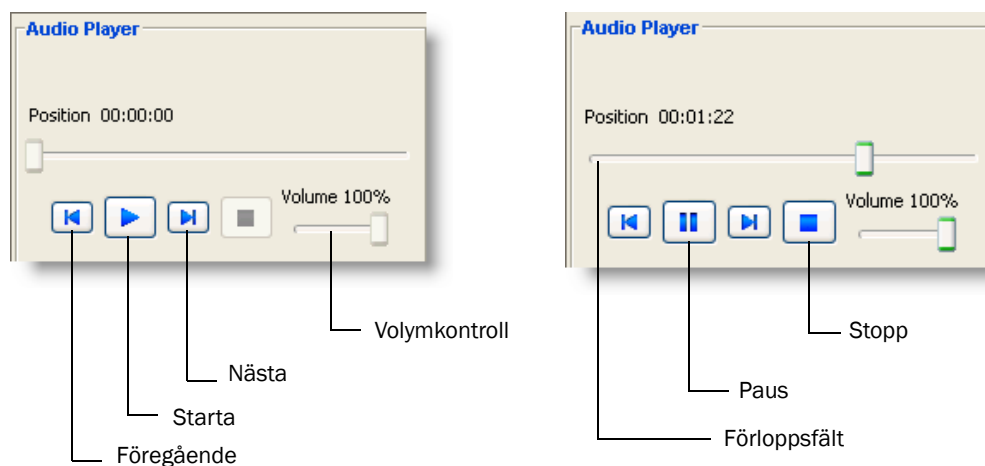 Audio Player
Position 00:00:00
Volume 100%
Volymkontroll
Nästa
Starta
Föregående
Audio Player
Position 00:01:22
Volume 100%
Stopp
Paus
Förloppsfält